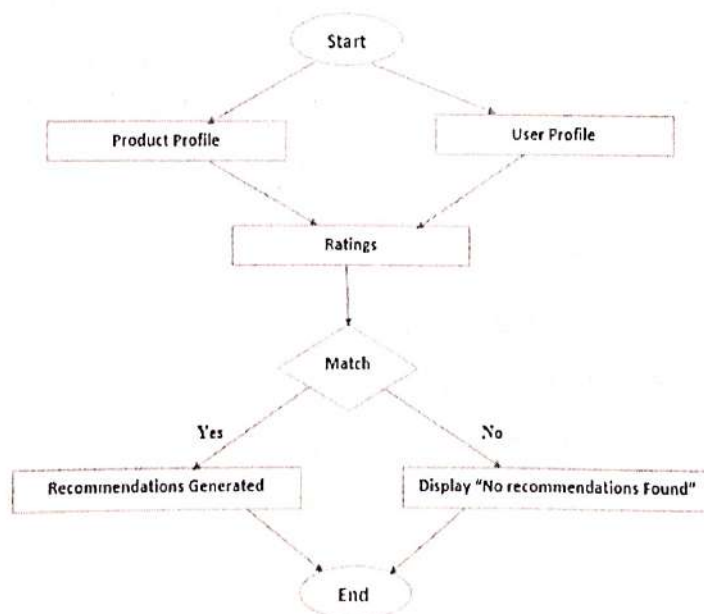 Start
Product Profile
User Profile
Ratings
Match
Yes
No
Recommendations Generated
Display “No recommendations Found”
End